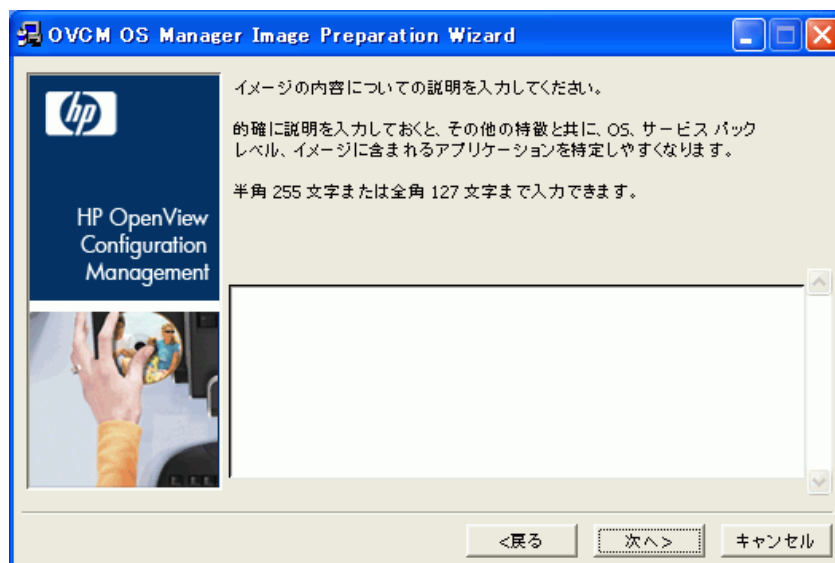 OVCM OS Manager Image Preparation Wizard
hp
HP OpenView
Configuration
Management
イメージの内容についての説明を入力してください。
的確に説明を入力しておくと、その他の特徴と共に、OS、サービス パック
レベル、イメージに含まれるアプリケーションを特定しやすくなります。
半角 255 文字または全角 127 文字まで入力できます。
<戻る
次へ>
キャンセル